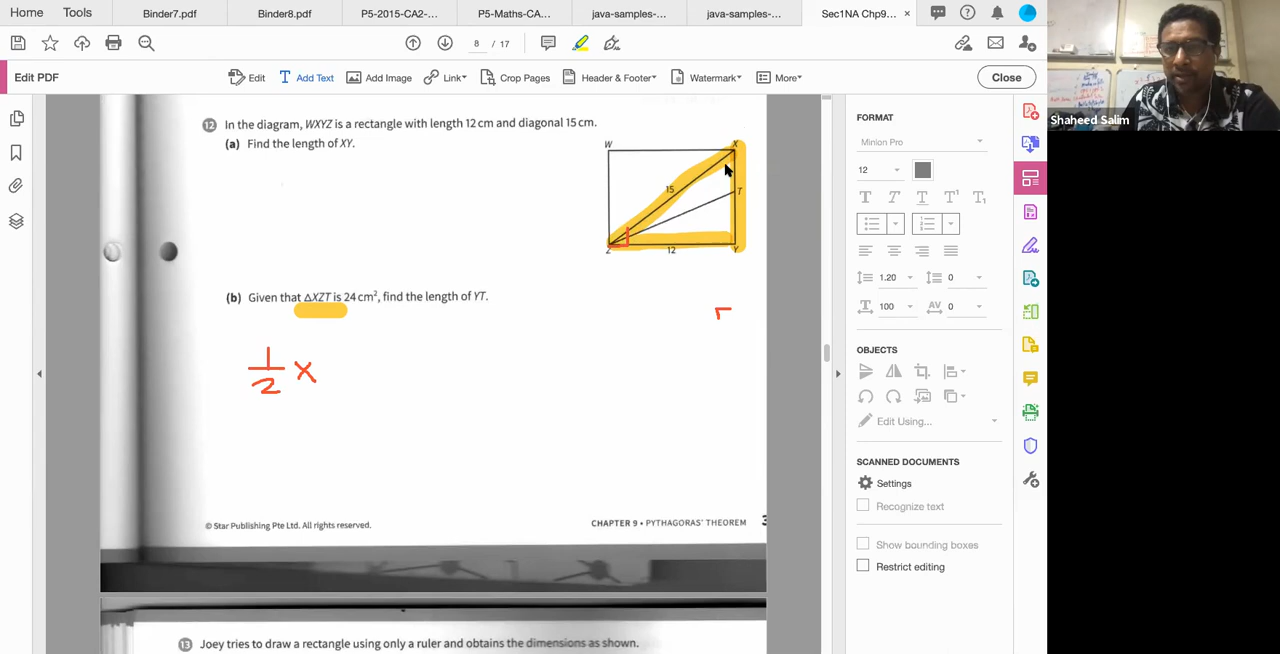 Home Tools Binder7.pdf Binder8.pdf P5-2015-CA2-... P5-Maths-CA... java-samples-... java-samples-... Sec1NA Chp9... ×
8 / 17
Edit PDF Edit Add Text Add Image Link Crop Pages Header & Footer Watermark More Close
Shaheed Salim
12 In the diagram, WXYZ is a rectangle with length 12 cm and diagonal 15 cm.
(a) Find the length of XY.
W X
15 T
Z 12 Y
(b) Given that △XZT is 24 cm², find the length of YT.
1/2 ×
© Star Publishing Pte Ltd. All rights reserved.
CHAPTER 9 • PYTHAGORAS' THEOREM 3
13 Joey tries to draw a rectangle using only a ruler and obtains the dimensions as shown.
FORMAT
Minion Pro
12
T T T T¹ T₁
1.20 0
100 AV 0
OBJECTS
Edit Using...
SCANNED DOCUMENTS
Settings
Recognize text
Show bounding boxes
Restrict editing